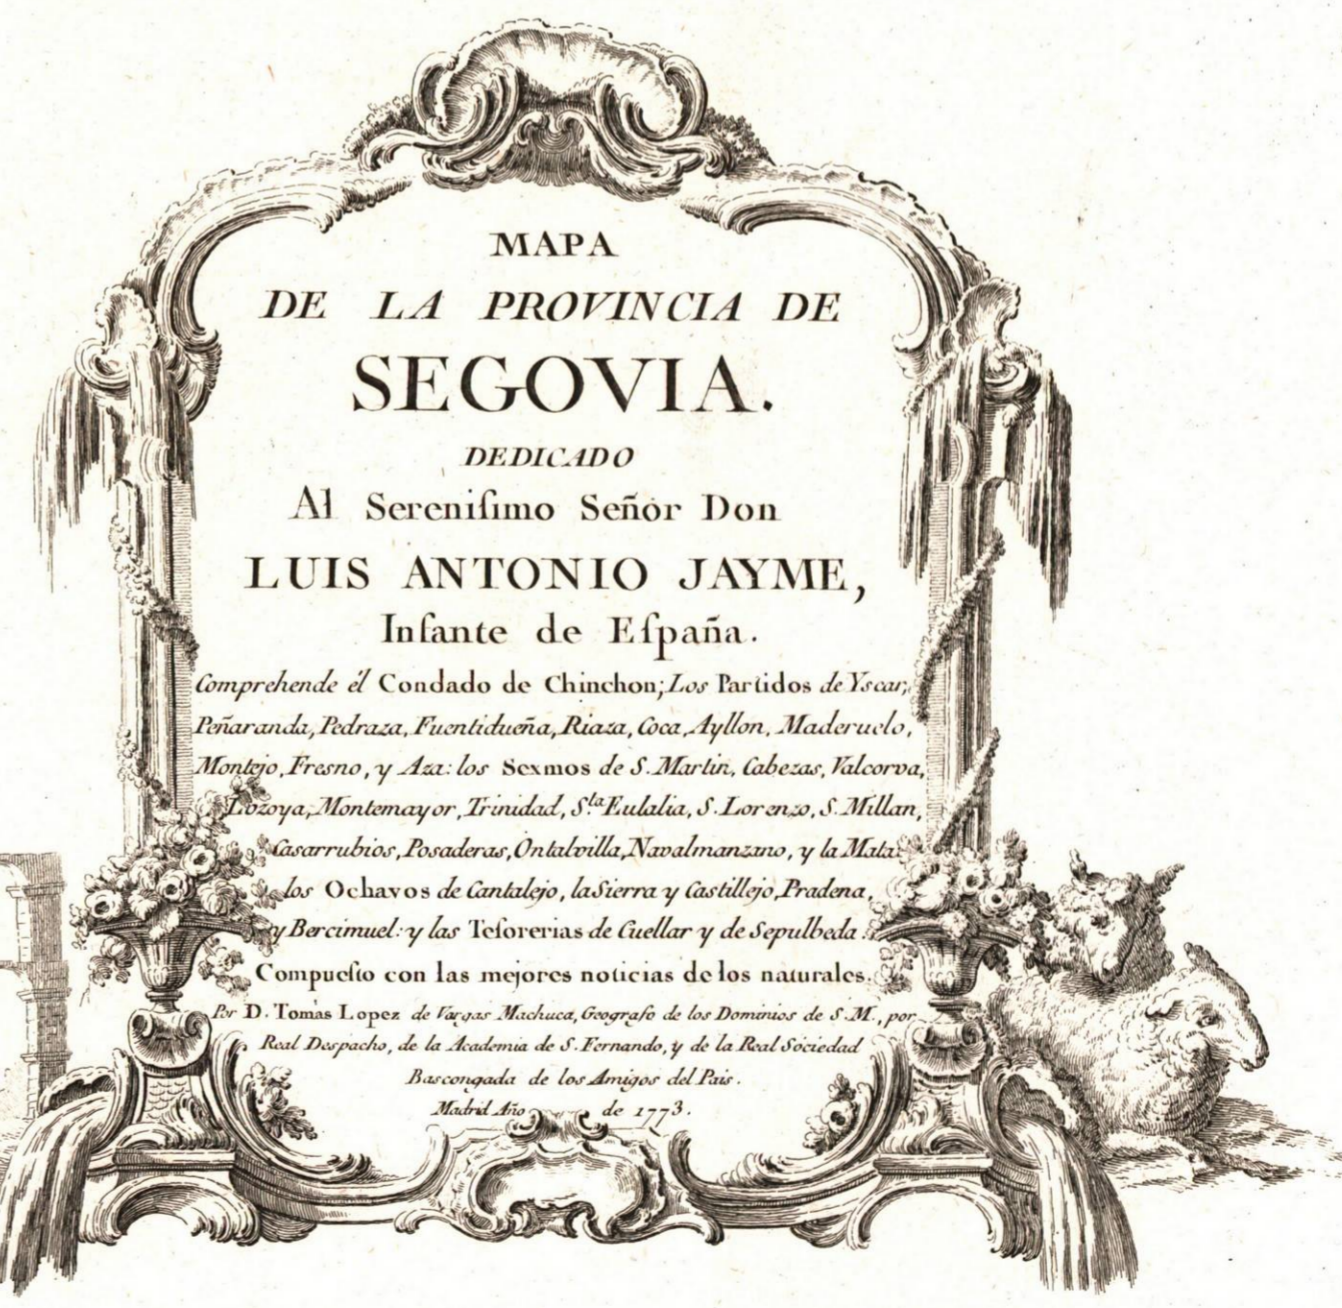 MAPA
DE LA PROVINCIA DE
SEGOVIA.
DEDICADO
Al Sereniſimo Señor Don
LUIS ANTONIO JAYME,
Infante de Eſpaña.
Comprehende él Condado de Chinchon; Los Partidos de Yscar,
Peñaranda, Pedraza, Fuentidueña, Riaza, Coca, Ayllon, Maderuelo,
Montejo, Fresno, y Aza: los Sexmos de S. Martin, Cabezas, Valcorva,
Lozoya, Montemayor, Trinidad, S.ta Eulalia, S. Lorenzo, S. Millan,
Casarrubios, Posaderas, Ontalvilla, Navalmanzano, y la Mata:
los Ochavos de Cantalejo, la Sierra y Castillejo, Pradena,
y Bercimuel: y las Teſorerias de Cuellar y de Sepulbeda.
Compueſto con las mejores noticias de los naturales.
Por D. Tomàs Lopez de Vargas Machuca, Geografo de los Dominios de S.M., por
Real Despacho, de la Academia de S. Fernando, y de la Real Sociedad
Bascongada de los Amigos del Pais.
Madrid Año de 1773.